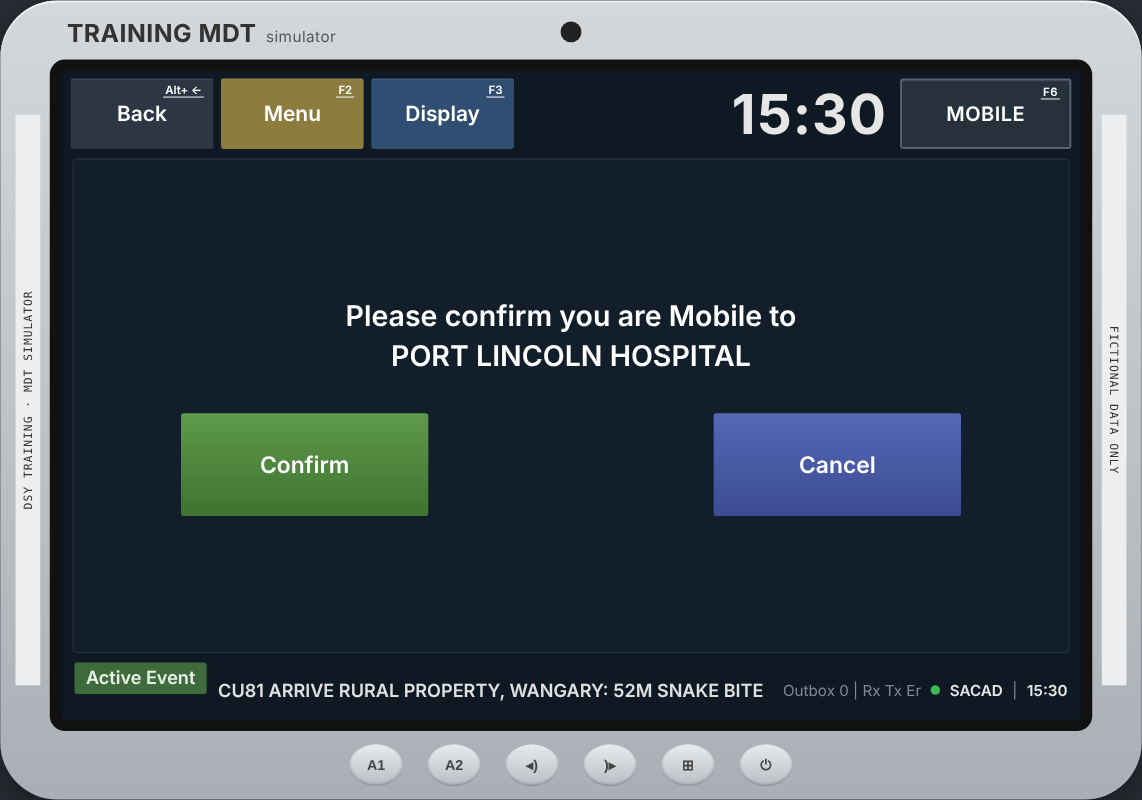 TRAINING MDT simulator
Alt+ ←
Back
F2
Menu
F3
Display
15:30
F6
MOBILE
DSY TRAINING · MDT SIMULATOR
FICTIONAL DATA ONLY
Please confirm you are Mobile to
PORT LINCOLN HOSPITAL
Confirm
Cancel
Active Event
CU81 ARRIVE RURAL PROPERTY, WANGARY: 52M SNAKE BITE
Outbox 0 | Rx Tx Er
SACAD | 15:30
A1
A2